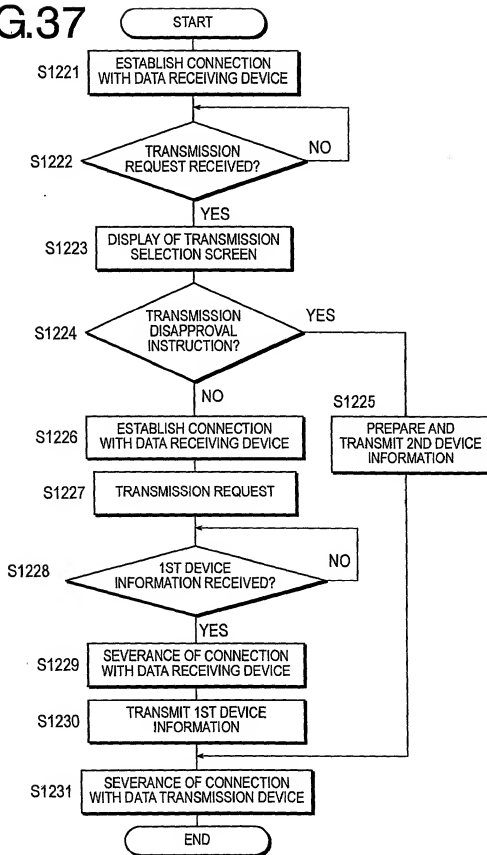 G.37
START
S1221
ESTABLISH CONNECTION
WITH DATA RECEIVING DEVICE
NO
S1222
TRANSMISSION
REQUEST RECEIVED?
YES
S1223
DISPLAY OF TRANSMISSION
SELECTION SCREEN
S1224
TRANSMISSION
DISAPPROVAL
INSTRUCTION?
YES
NO
S1225
PREPARE AND
TRANSMIT 2ND DEVICE
INFORMATION
S1226
ESTABLISH CONNECTION
WITH DATA RECEIVING DEVICE
S1227
TRANSMISSION REQUEST
NO
S1228
1ST DEVICE
INFORMATION RECEIVED?
YES
S1229
SEVERANCE OF CONNECTION
WITH DATA RECEIVING DEVICE
S1230
TRANSMIT 1ST DEVICE
INFORMATION
S1231
SEVERANCE OF CONNECTION
WITH DATA TRANSMISSION DEVICE
END